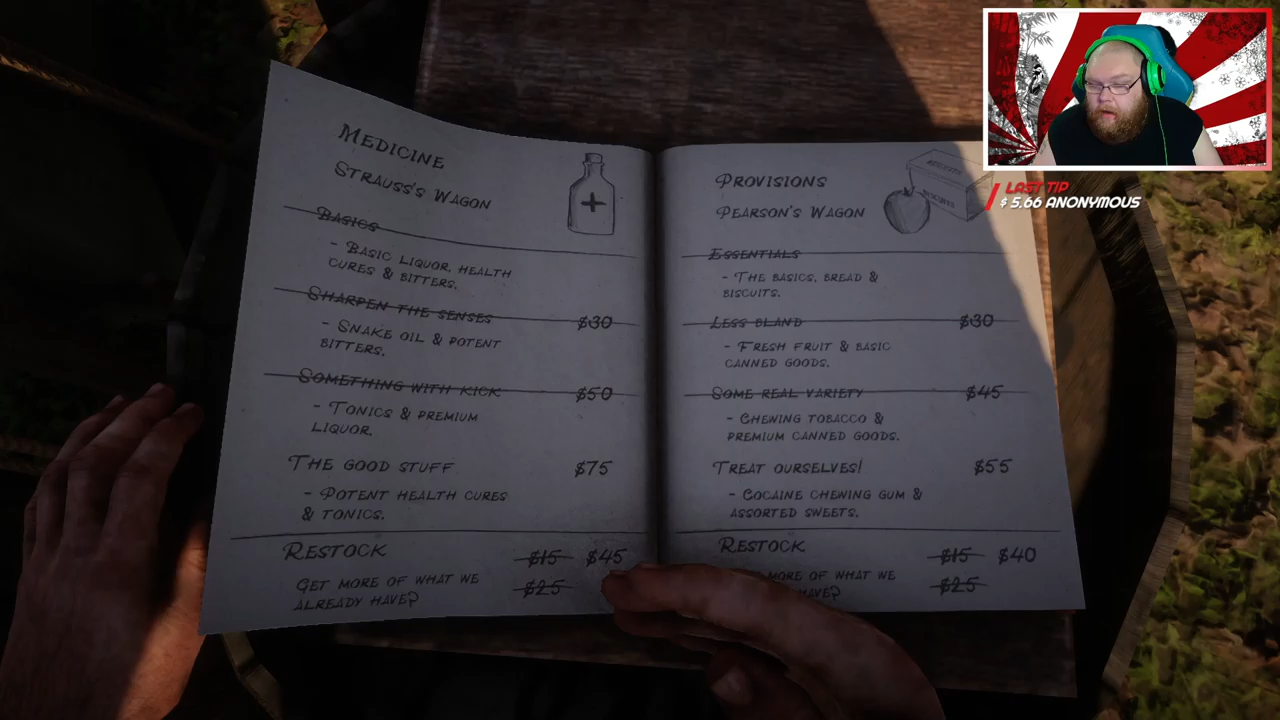 MEDICINE
STRAUSS'S WAGON
BASICS
- BASIC LIQUOR, HEALTH
CURES & BITTERS.
SHARPEN THE SENSES $30
- SNAKE OIL & POTENT
BITTERS.
SOMETHING WITH KICK $50
- TONICS & PREMIUM
LIQUOR.
THE GOOD STUFF $75
- POTENT HEALTH CURES
& TONICS.
RESTOCK $15 $45
GET MORE OF WHAT WE $25
ALREADY HAVE?
PROVISIONS
PEARSON'S WAGON
ESSENTIALS
- THE BASICS, BREAD &
BISCUITS.
LESS BLAND $30
- FRESH FRUIT & BASIC
CANNED GOODS.
SOME REAL VARIETY $45
- CHEWING TOBACCO &
PREMIUM CANNED GOODS.
TREAT OURSELVES! $55
- COCAINE CHEWING GUM &
ASSORTED SWEETS.
RESTOCK $15 $40
MORE OF WHAT WE $25
HAVE?
LAST TIP
$ 5.66 ANONYMOUS